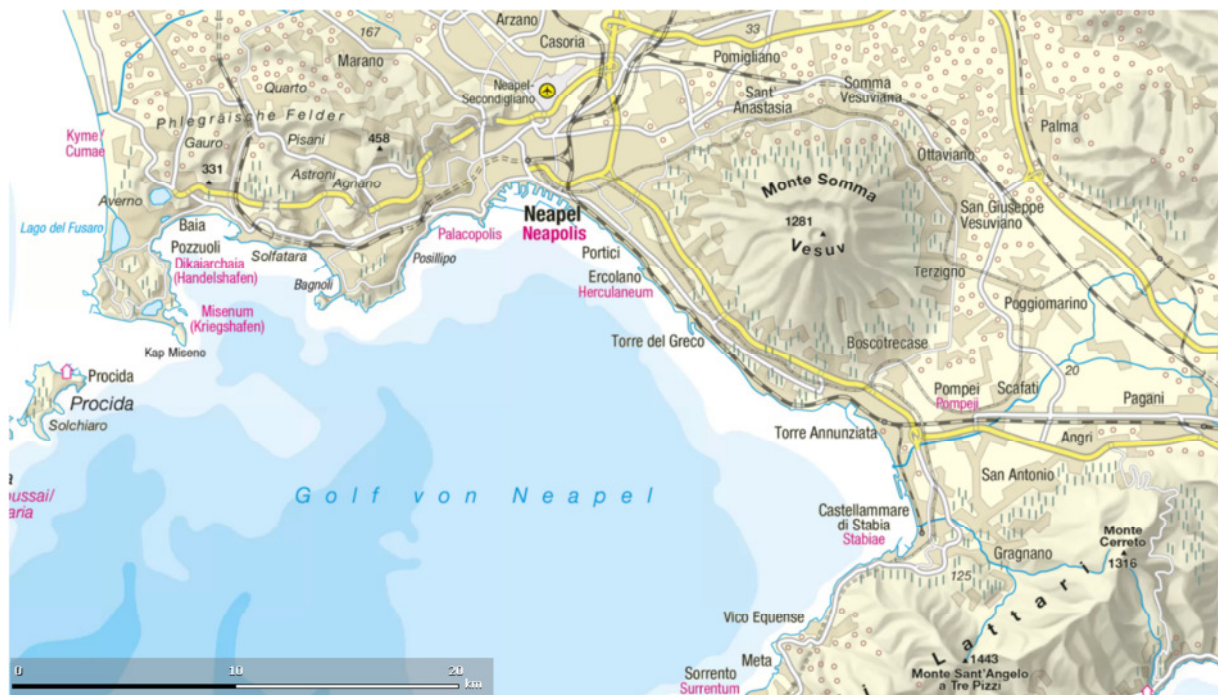 Arzano
33
167
Casoria
Pomigliano
Marano
Neapel-
Secondigliano
Sant'
Anastasia
Somma
Vesuviana
Quarto
Phlegräische Felder
Kyme/
Cumae
Gauro
Pisani
458
Palma
Ottaviano
331
Astroni
Agnano
Monte Somma
Averno
Neapel
Neapolis
1281
Vesuv
San Giuseppe
Vesuviano
Lago del Fusaro
Baia
Palacopolis
Pozzuoli
Dikaiarchaia
(Handelshafen)
Solfatara
Posillipo
Portici
Bagnoli
Ercolano
Herculaneum
Terzigno
Poggiomarino
Misenum
(Kriegshafen)
Kap Miseno
Torre del Greco
Boscotrecase
Procida
Procida
Solchiaro
20
Pompei
Pompeji
Scafati
Pagani
Torre Annunziata
Angri
San Antonio
oussai/
aria
Golf von Neapel
Castellammare
di Stabia
Stabiae
Monte
Cerreto
1316
Gragnano
125
Lattari
Vico Equense
Meta
1443
Monte Sant'Angelo
a Tre Pizzi
Sorrento
Surrentum
0 10 20
km